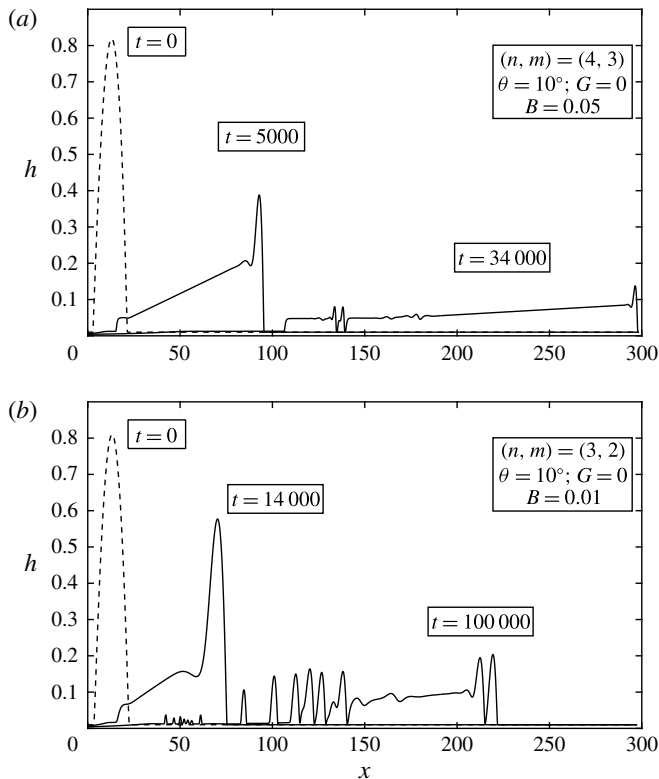 (a)
0.8
0.7
0.6
0.5
h
0.4
0.3
0.2
0.1
0 50 100 150 200 250 300
t = 0
t = 5000
t = 34 000
(n, m) = (4, 3)
θ = 10°; G = 0
B = 0.05
(b)
0.8
0.7
0.6
0.5
h
0.4
0.3
0.2
0.1
0 50 100 150 200 250 300
x
t = 0
t = 14 000
t = 100 000
(n, m) = (3, 2)
θ = 10°; G = 0
B = 0.01